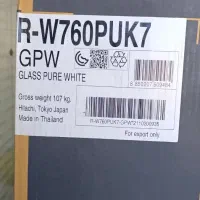 R-W760PUK7
GPW
GLASS PURE WHITE
Gross weight 107 kg.
Hitachi, Tokyo Japan
Made in Thailand
For export only